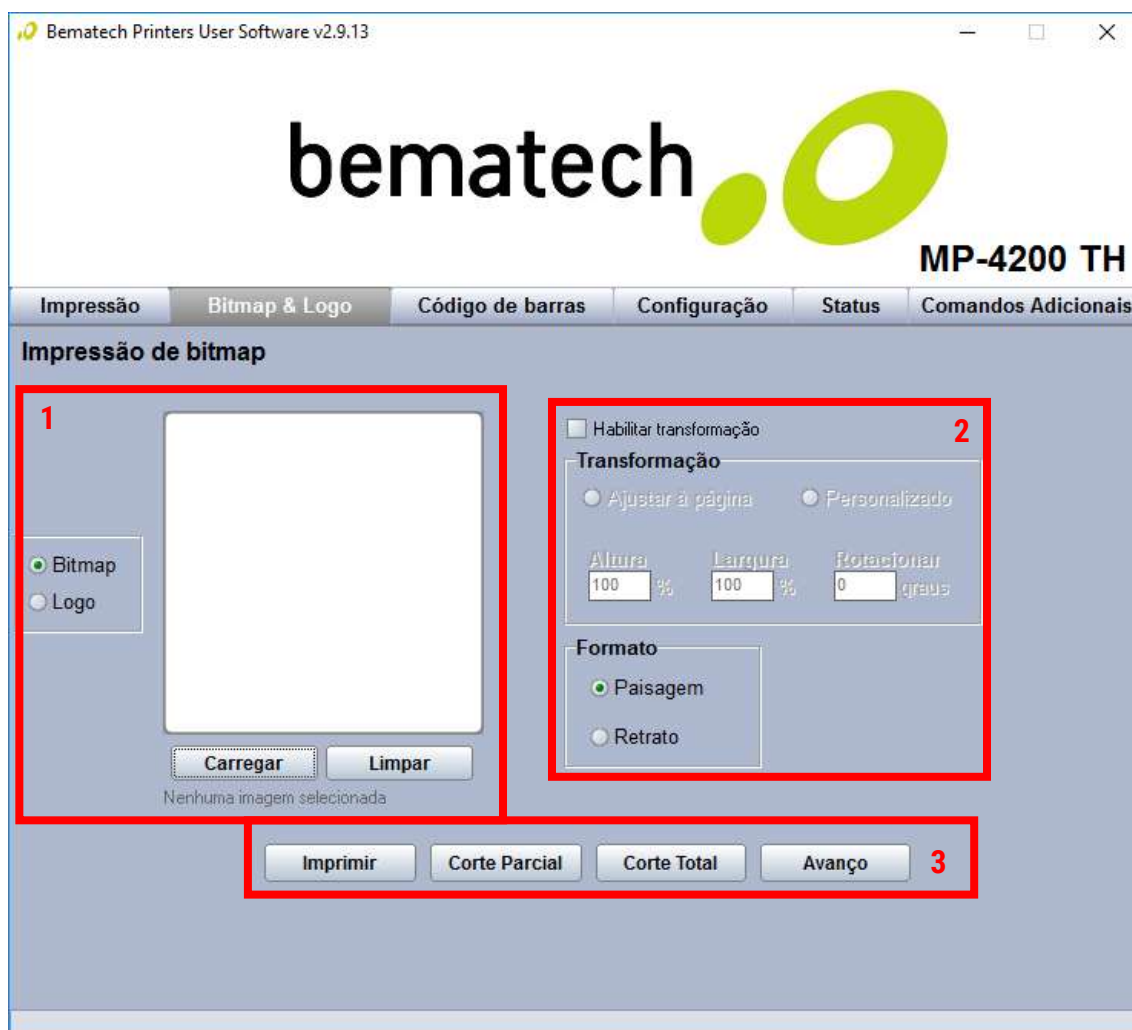 Bematech Printers User Software v2.9.13
bematech
MP-4200 TH
Impressão Bitmap & Logo Código de barras Configuração Status Comandos Adicionais
Impressão de bitmap
1
Bitmap
Logo
Carregar Limpar
Nenhuma imagem selecionada
2
Habilitar transformação
Transformação
Ajustar à página Personalizado
Altura Largura Rotacionar
100 % 100 % 0 graus
Formato
Paisagem
Retrato
Imprimir Corte Parcial Corte Total Avanço 3